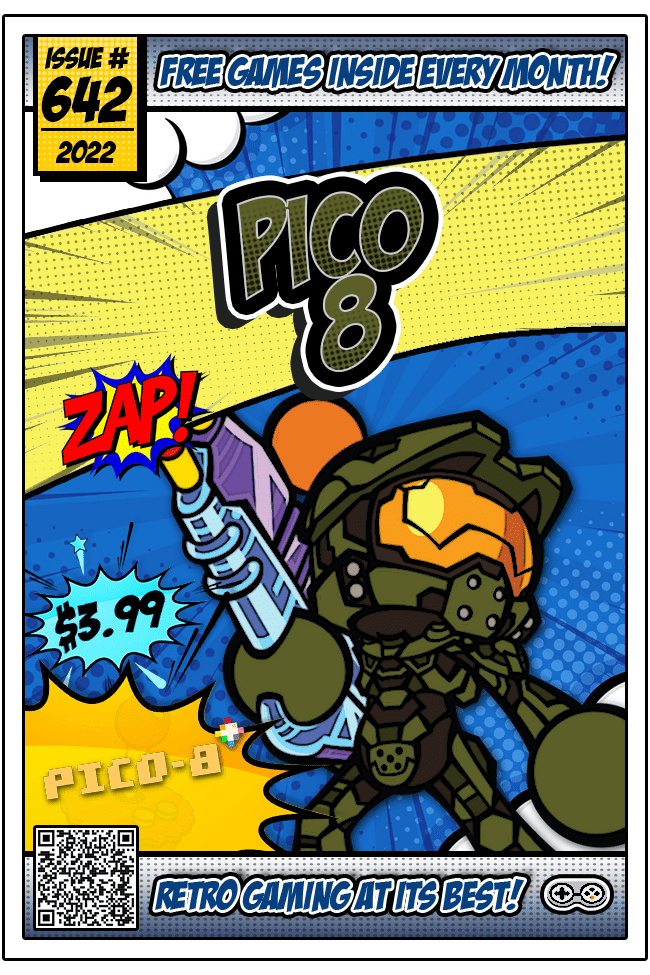 ISSUE #
642
2022
FREE GAMES INSIDE EVERY MONTH!
PICO
8
ZAP!
$3.99
PICO-8
RETRO GAMING AT ITS BEST!